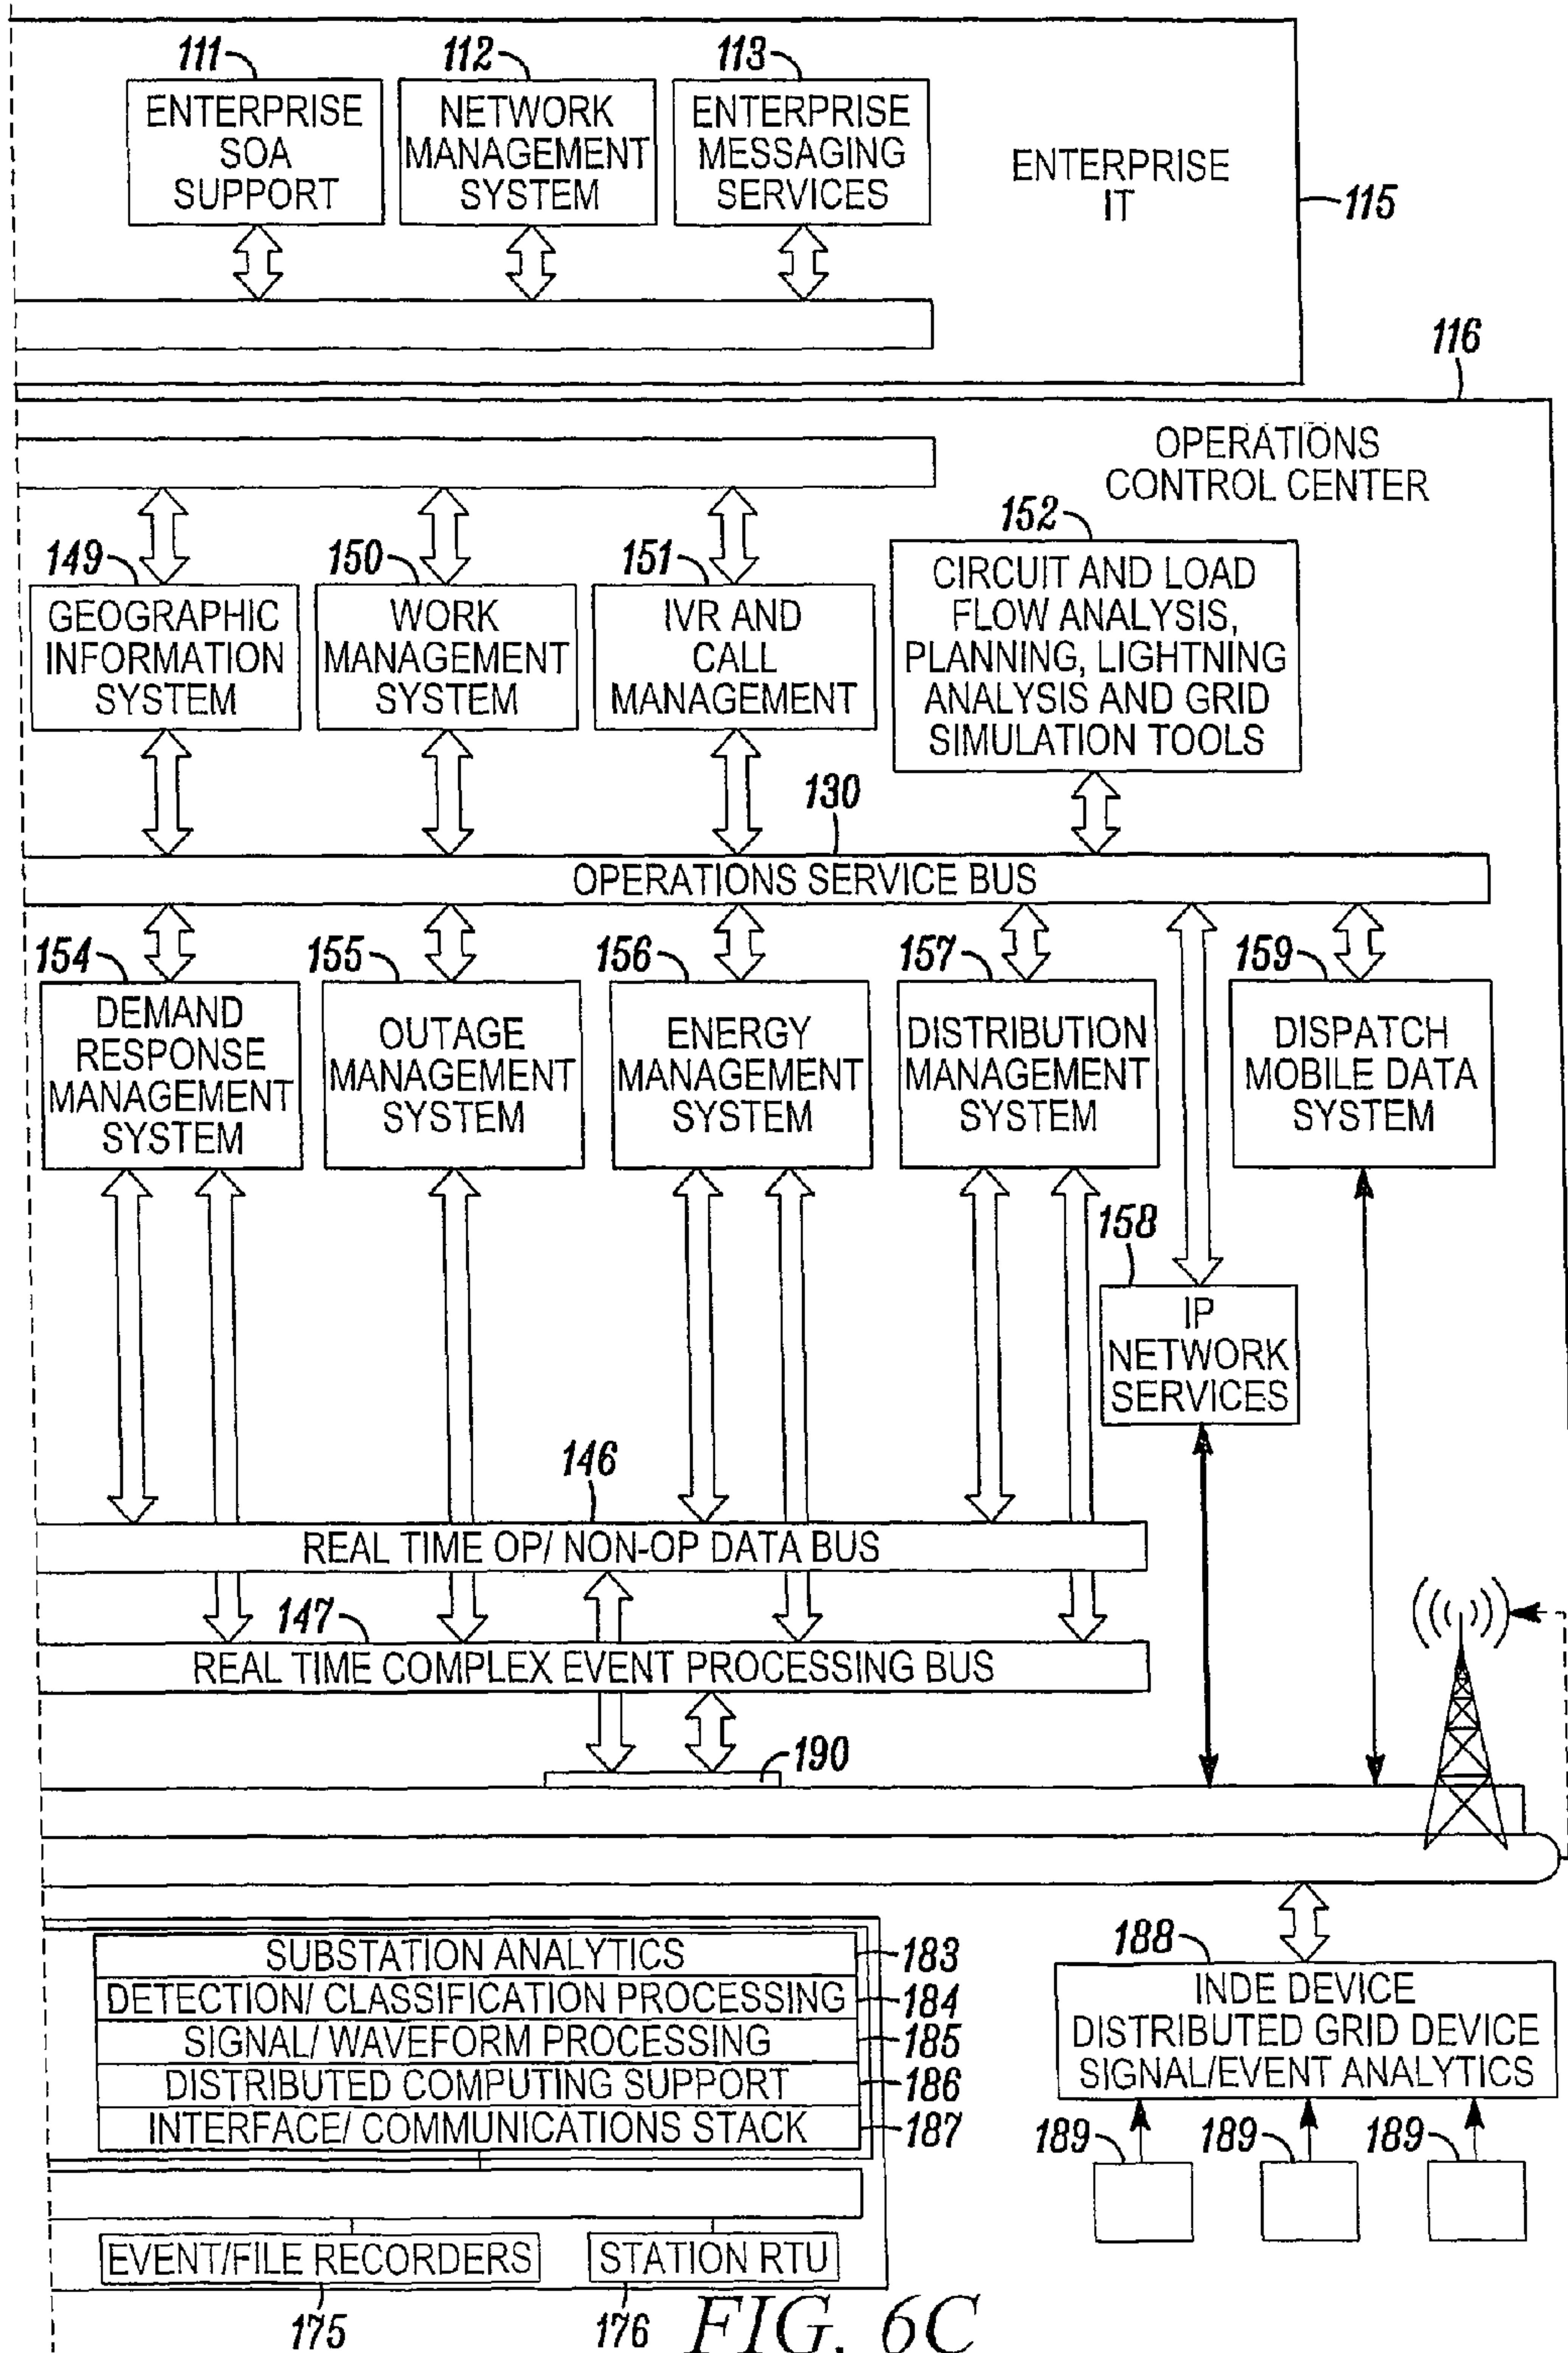 111
112
113
ENTERPRISE
SOA
SUPPORT
NETWORK
MANAGEMENT
SYSTEM
ENTERPRISE
MESSAGING
SERVICES
ENTERPRISE
IT
115
116
OPERATIONS
CONTROL CENTER
149
150
151
152
GEOGRAPHIC
INFORMATION
SYSTEM
WORK
MANAGEMENT
SYSTEM
IVR AND
CALL
MANAGEMENT
CIRCUIT AND LOAD
FLOW ANALYSIS,
PLANNING, LIGHTNING
ANALYSIS AND GRID
SIMULATION TOOLS
130
OPERATIONS SERVICE BUS
154
155
156
157
159
DEMAND
RESPONSE
MANAGEMENT
SYSTEM
OUTAGE
MANAGEMENT
SYSTEM
ENERGY
MANAGEMENT
SYSTEM
DISTRIBUTION
MANAGEMENT
SYSTEM
DISPATCH
MOBILE DATA
SYSTEM
158
IP
NETWORK
SERVICES
146
REAL TIME OP/ NON-OP DATA BUS
147
REAL TIME COMPLEX EVENT PROCESSING BUS
190
SUBSTATION ANALYTICS
183
DETECTION/ CLASSIFICATION PROCESSING
184
SIGNAL/ WAVEFORM PROCESSING
185
DISTRIBUTED COMPUTING SUPPORT
186
INTERFACE/ COMMUNICATIONS STACK
187
188
INDE DEVICE
DISTRIBUTED GRID DEVICE
SIGNAL/EVENT ANALYTICS
189
189
189
EVENT/FILE RECORDERS
STATION RTU
175
176
FIG. 6C